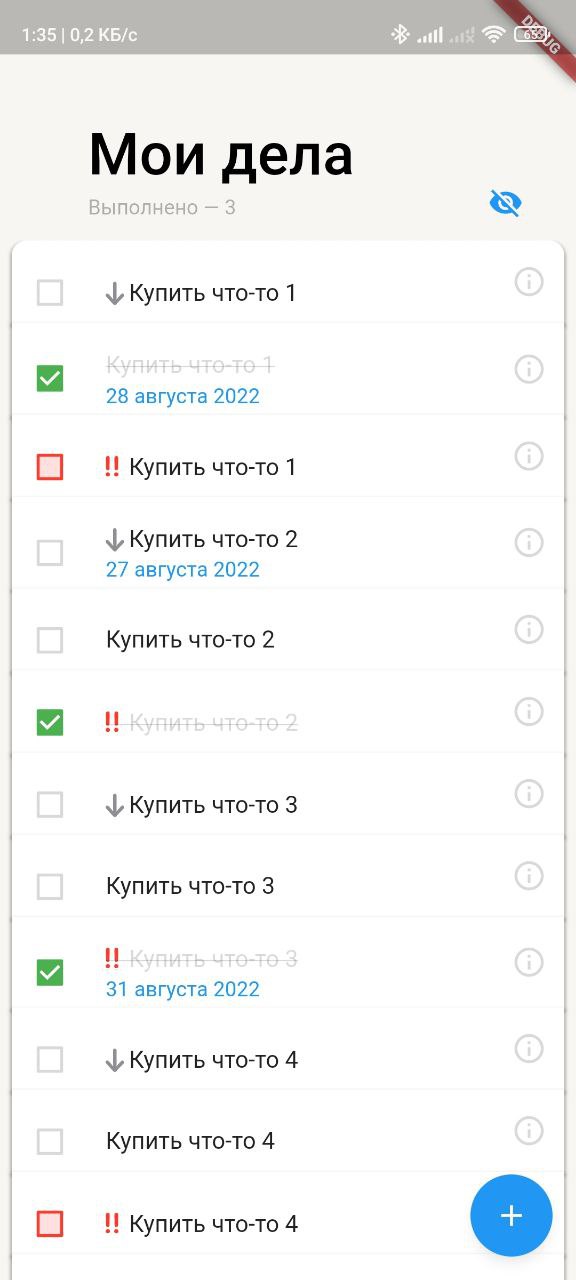 1:35 | 0,2 КБ/с
65
DEBUG
Мои дела
Выполнено — 3
Купить что-то 1
Купить что-то 1
28 августа 2022
!! Купить что-то 1
Купить что-то 2
27 августа 2022
Купить что-то 2
!! Купить что-то 2
Купить что-то 3
Купить что-то 3
!! Купить что-то 3
31 августа 2022
Купить что-то 4
Купить что-то 4
!! Купить что-то 4